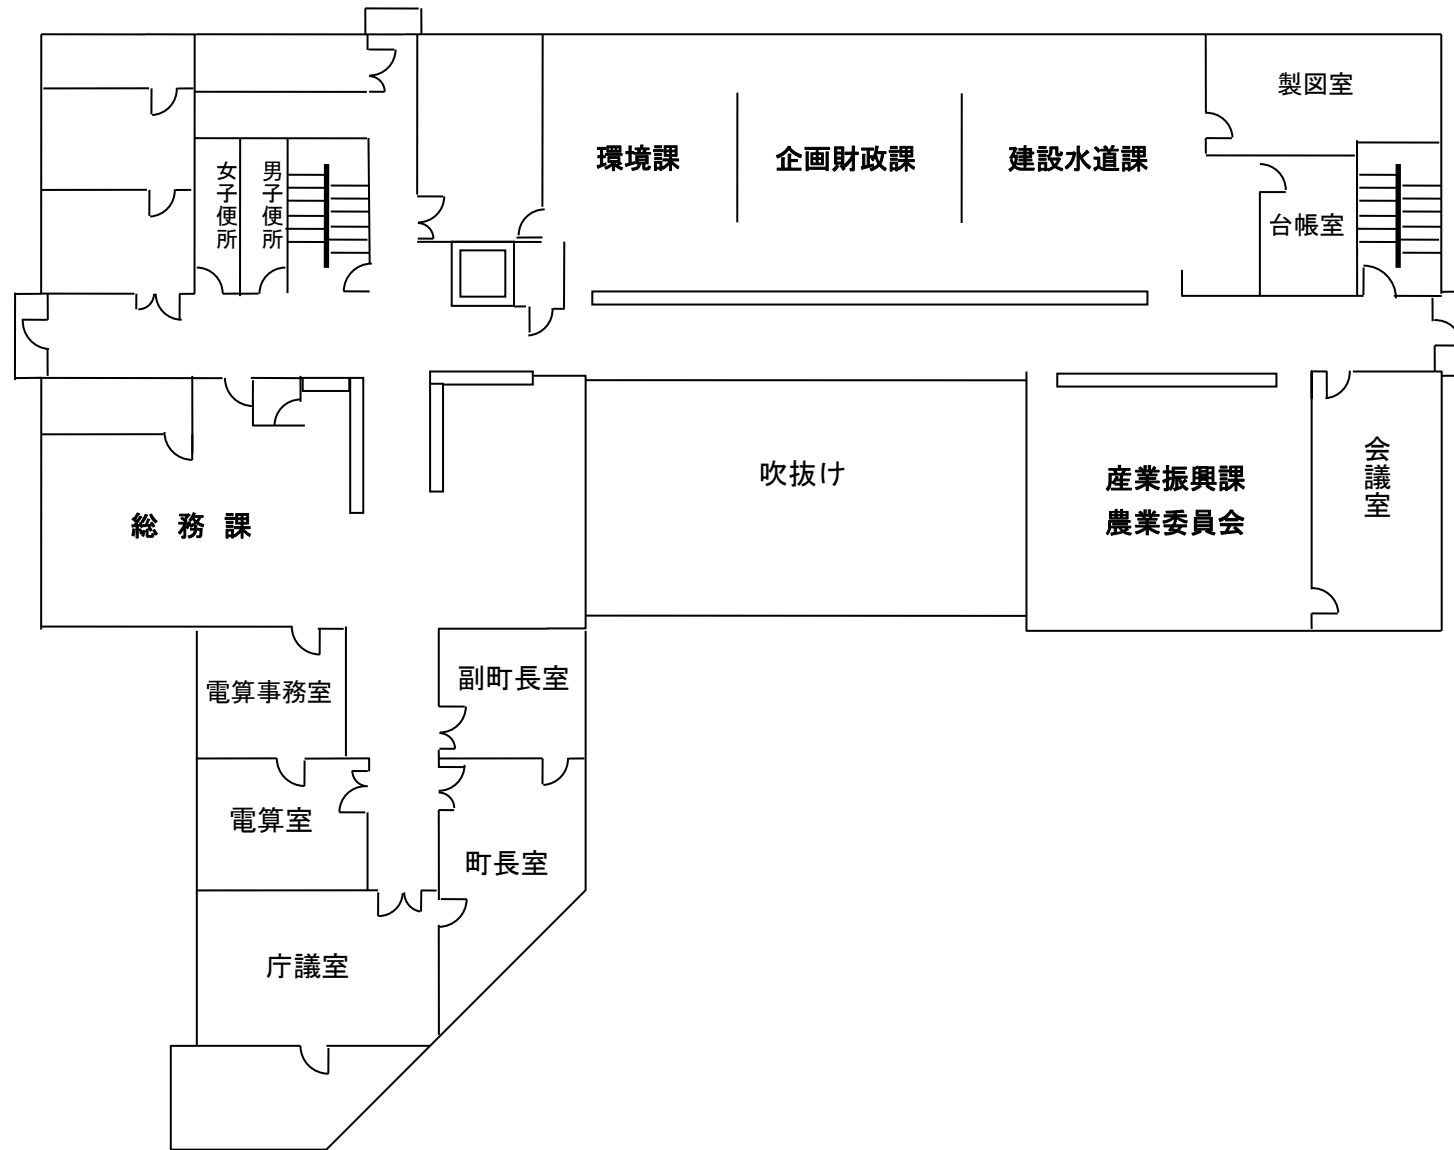 製図室
環境課
企画財政課
建設水道課
女子便所
男子便所
台帳室
吹抜け
会議室
産業振興課
農業委員会
総 務 課
電算事務室
副町長室
電算室
町長室
庁議室